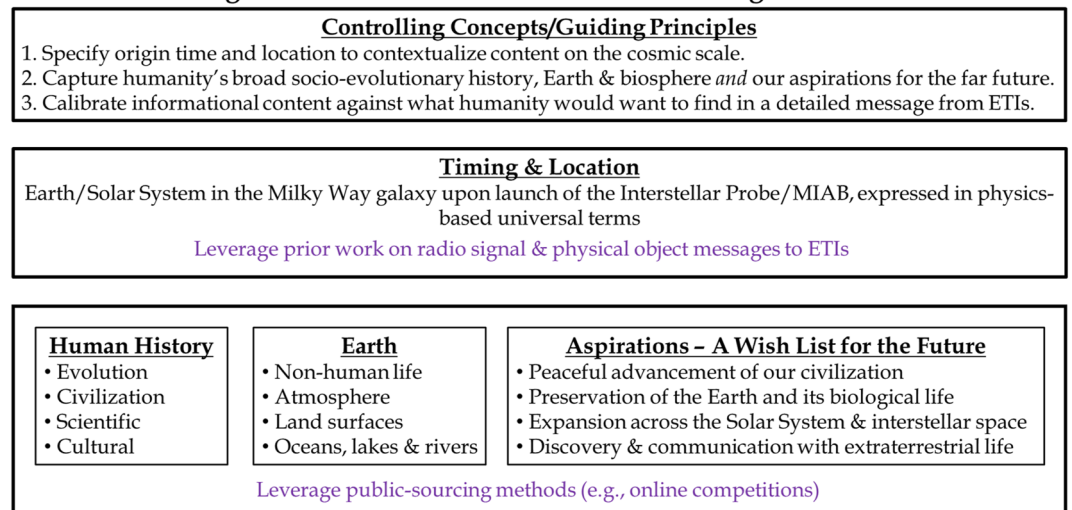 Controlling Concepts/Guiding Principles
1. Specify origin time and location to contextualize content on the cosmic scale.
2. Capture humanity's broad socio-evolutionary history, Earth & biosphere and our aspirations for the far future.
3. Calibrate informational content against what humanity would want to find in a detailed message from ETIs.
Timing & Location
Earth/Solar System in the Milky Way galaxy upon launch of the Interstellar Probe/MIAB, expressed in physics-
based universal terms
Leverage prior work on radio signal & physical object messages to ETIs
Human History
• Evolution
• Civilization
• Scientific
• Cultural
Earth
• Non-human life
• Atmosphere
• Land surfaces
• Oceans, lakes & rivers
Aspirations – A Wish List for the Future
• Peaceful advancement of our civilization
• Preservation of the Earth and its biological life
• Expansion across the Solar System & interstellar space
• Discovery & communication with extraterrestrial life
Leverage public-sourcing methods (e.g., online competitions)